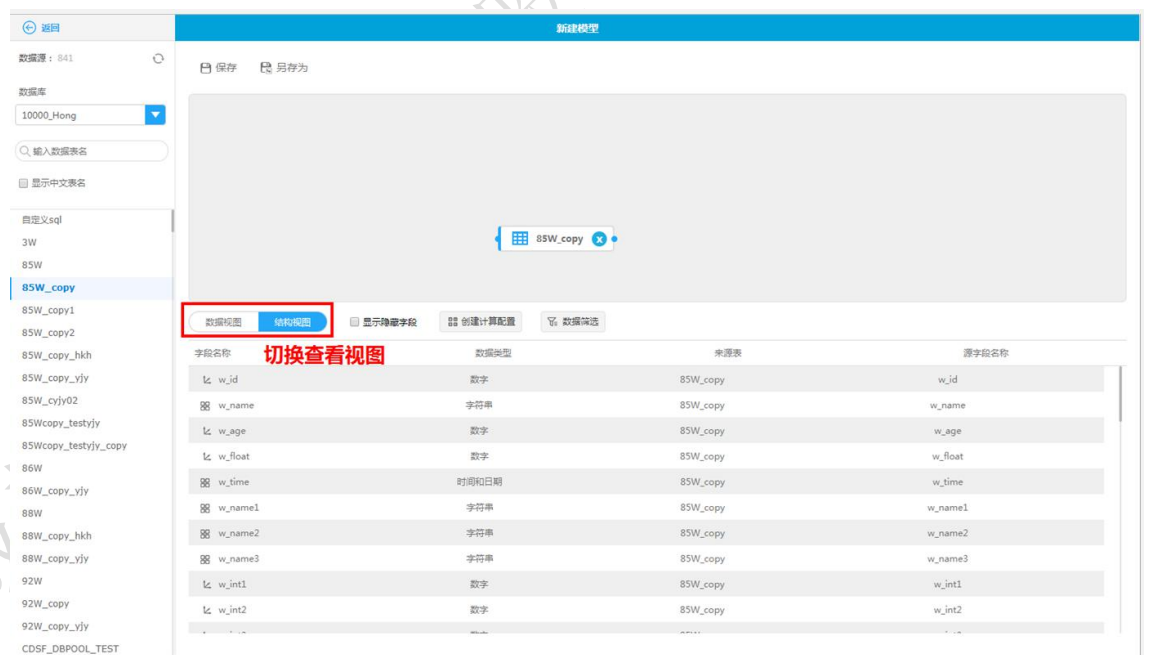 返回
新建模型
数据源：841
保存 另存为
数据库
10000_Hong
输入数据表名
显示中文表名
自定义sql
3W
85W
85W_copy
85W_copy1
85W_copy2
85W_copy_hkh
85W_copy_yjy
85W_cyjy02
85Wcopy_testyjy
85Wcopy_testyjy_copy
86W
86W_copy_yjy
88W
88W_copy_hkh
88W_copy_yjy
92W
92W_copy
92W_copy_yjy
CDSF_DBPOOL_TEST
85W_copy x
数据视图 结构视图 显示隐藏字段 创建计算配置 数据筛选
切换查看视图
字段名称 数据类型 来源表 源字段名称
w_id 数字 85W_copy w_id
w_name 字符串 85W_copy w_name
w_age 数字 85W_copy w_age
w_float 数字 85W_copy w_float
w_time 时间和日期 85W_copy w_time
w_name1 字符串 85W_copy w_name1
w_name2 字符串 85W_copy w_name2
w_name3 字符串 85W_copy w_name3
w_int1 数字 85W_copy w_int1
w_int2 数字 85W_copy w_int2